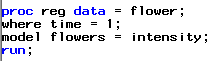 proc reg data = flower;
where time = 1;
model flowers = intensity;
run;